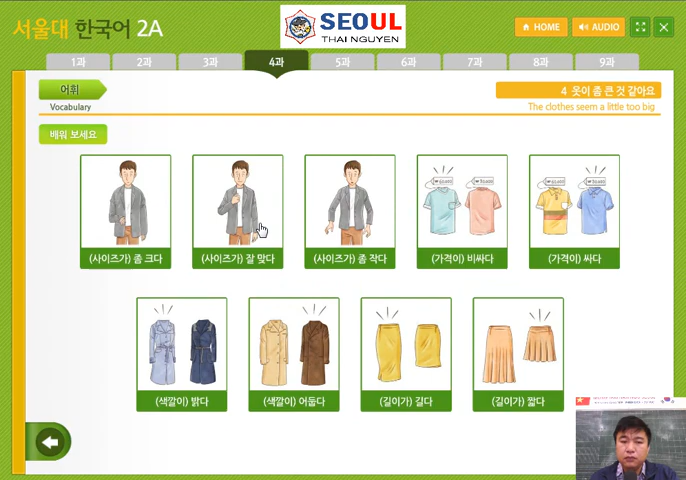 서울대 한국어 2A
SEOUL
THAI NGUYEN
HOME
AUDIO
1과 2과 3과 4과 5과 6과 7과 8과 9과
어휘
Vocabulary
4 옷이 좀 큰 것 같아요
The clothes seem a little too big
배워 보세요
(사이즈가) 좀 크다
(사이즈가) 잘 맞다
(사이즈가) 좀 작다
(가격이) 비싸다
(가격이) 싸다
(색깔이) 밝다
(색깔이) 어둡다
(길이가) 길다
(길이가) 짧다